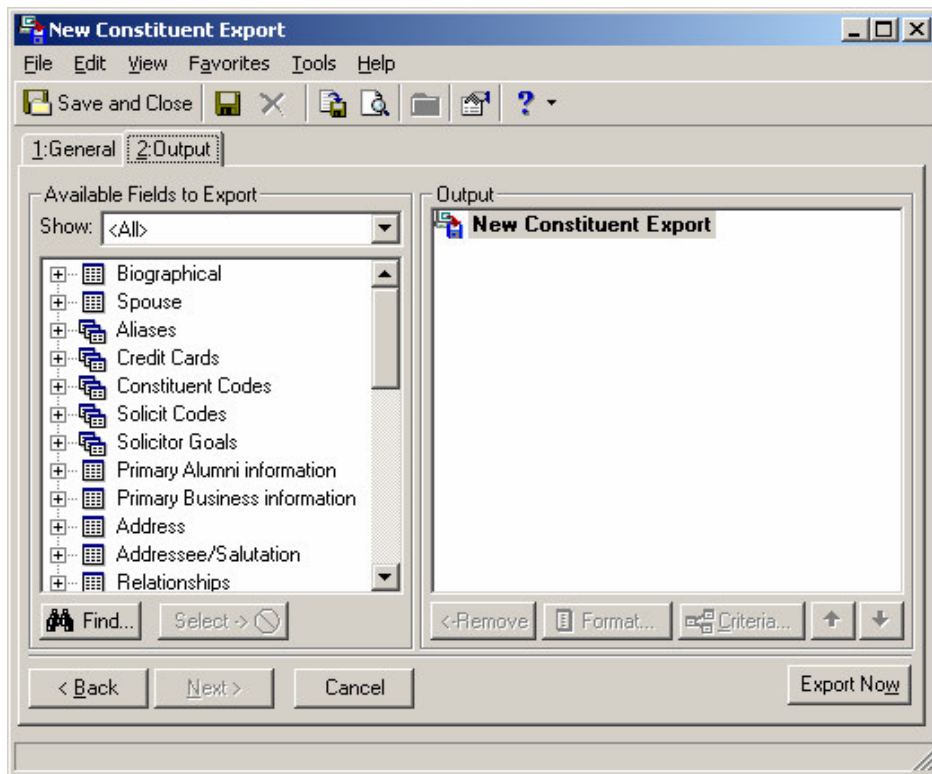 New Constituent Export
File Edit View Favorites Tools Help
Save and Close ?
1:General 2:Output
Available Fields to Export
Show: <All>
Biographical
Spouse
Aliases
Credit Cards
Constituent Codes
Solicit Codes
Solicitor Goals
Primary Alumni information
Primary Business information
Address
Addressee/Salutation
Relationships
Find... Select ->
Output
New Constituent Export
<-Remove Format... Criteria...
< Back Next > Cancel Export Now